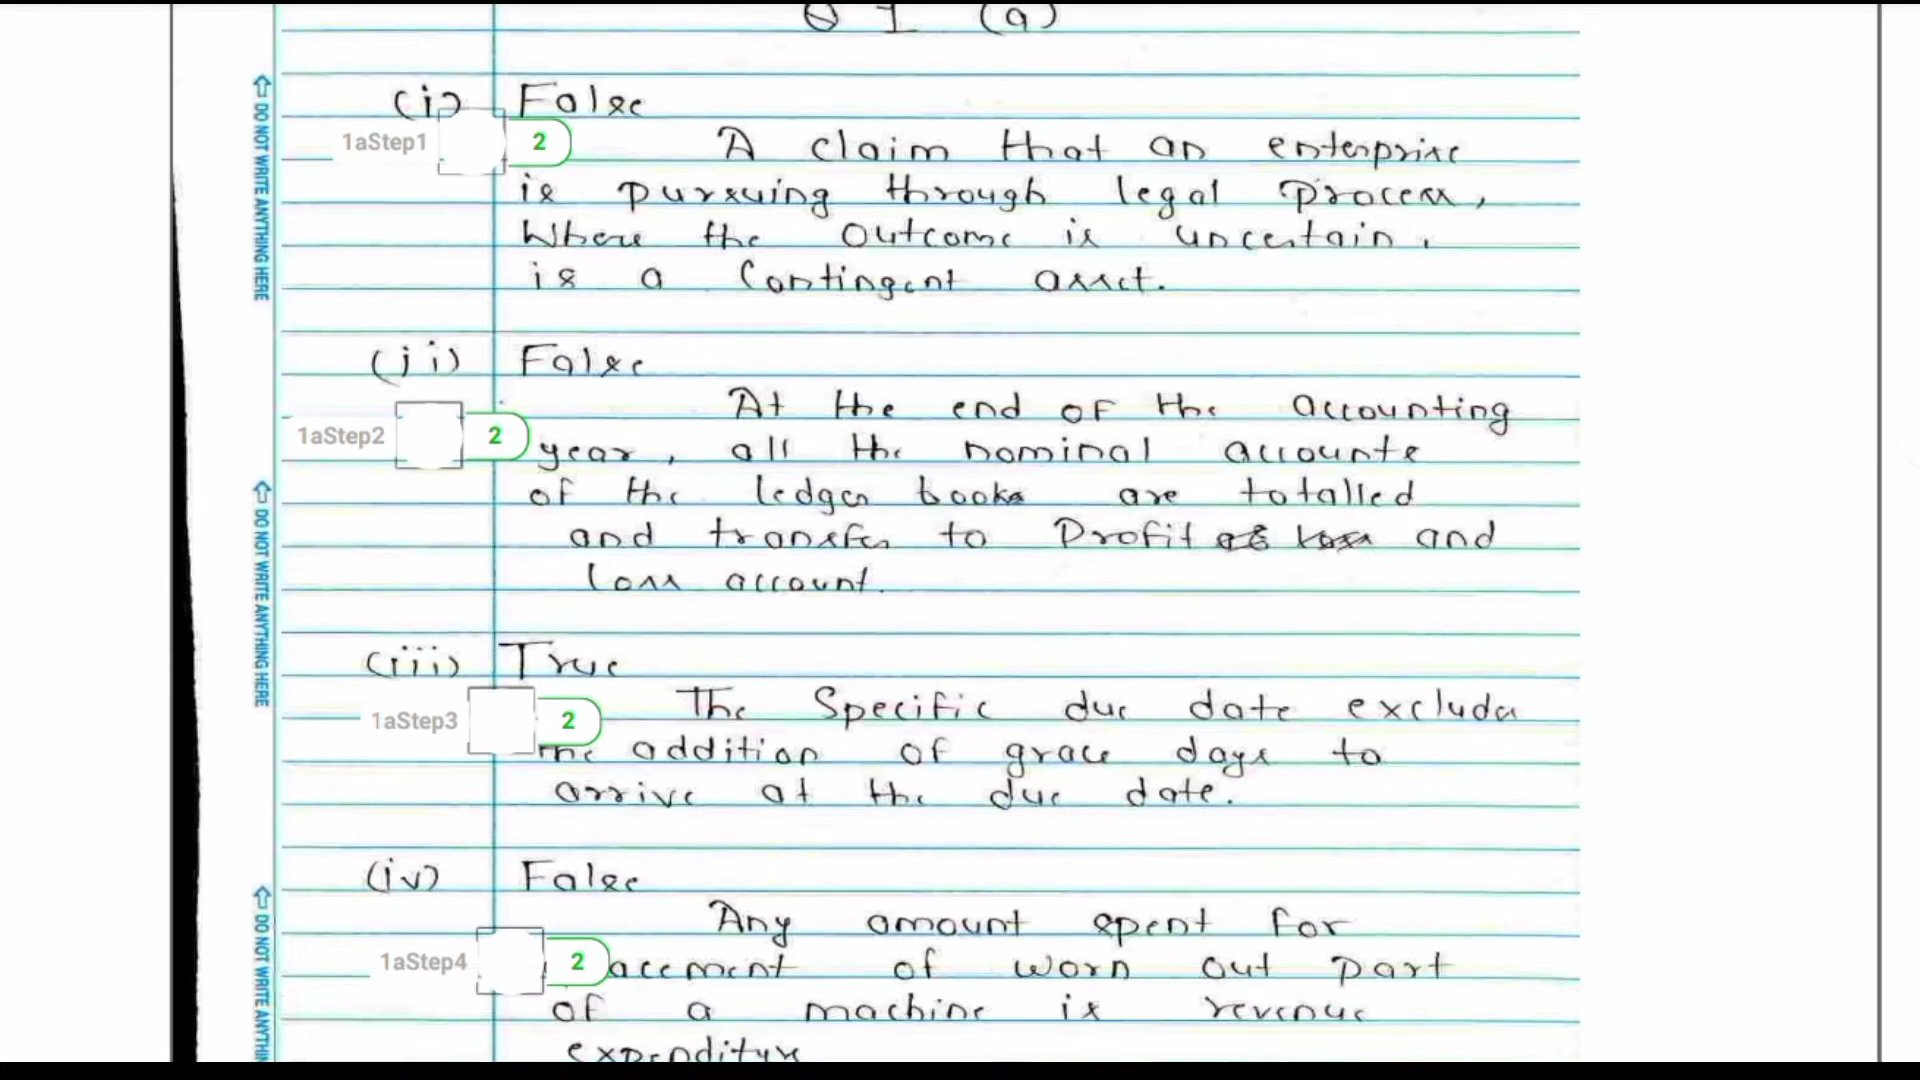 Q 1 (a)
(i) False
1aStep1 2 A claim that an enterprise
is pursuing through legal process,
Where the outcome is uncertain,
is a Contingent asset.
(ii) False
At the end of the accounting
1aStep2 2 year, all the nominal accounts
of the ledger books are totalled
and transfer to Profit and
loss account.
(iii) True
1aStep3 2 The Specific due date excludes
the addition of grace days to
arrive at the due date.
(iv) False
Any amount spent for
1aStep4 2 acement of worn out part
of a machine is revenue
expenditure
DO NOT WRITE ANYTHING HERE
DO NOT WRITE ANYTHING HERE
DO NOT WRITE ANYTHIN